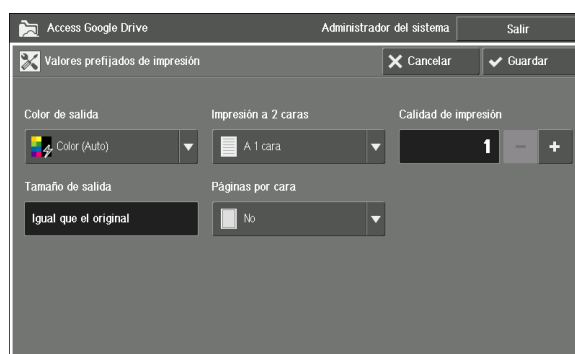 Access Google Drive
Administrador del sistema
Salir
Valores prefijados de impresión
Cancelar
Guardar
Color de salida
Impresión a 2 caras
Calidad de impresión
Color (Auto)
A 1 cara
1
Tamaño de salida
Páginas por cara
Igual que el original
No